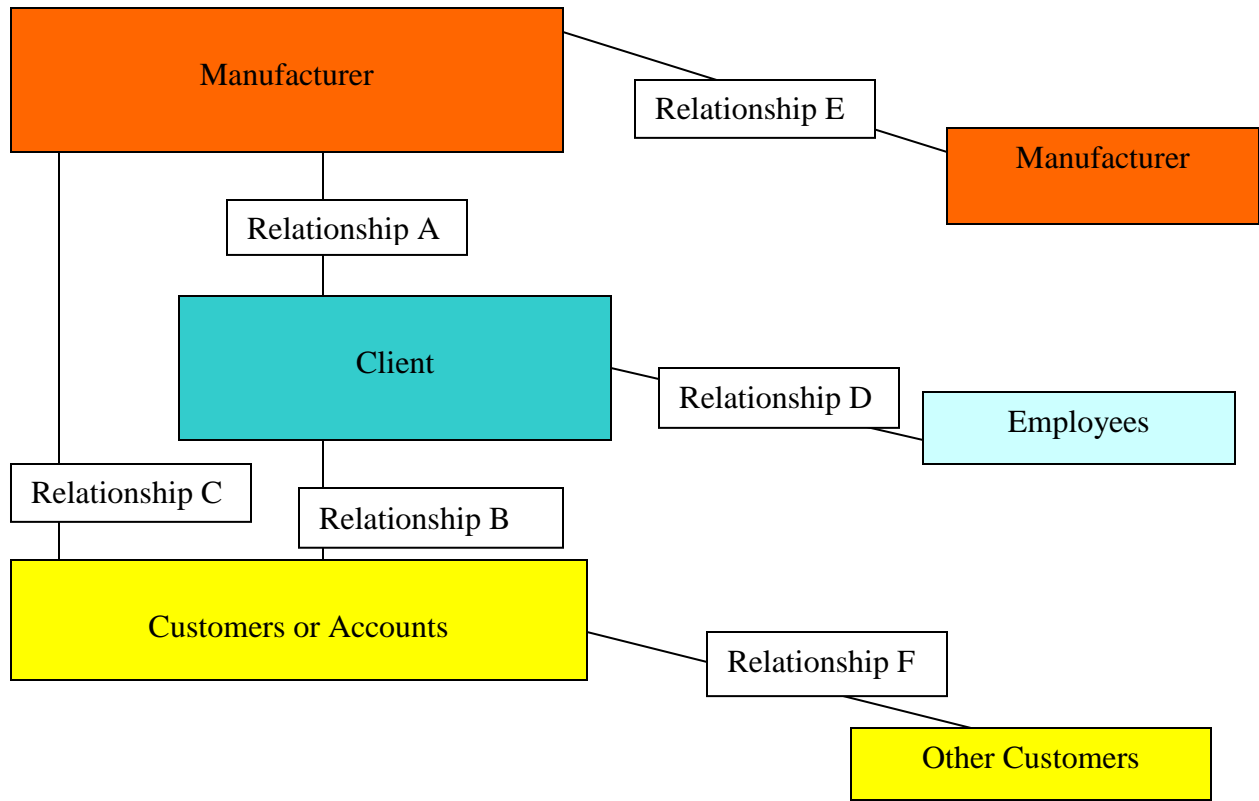 Manufacturer
Relationship E
Manufacturer
Relationship A
Client
Relationship D
Employees
Relationship C
Relationship B
Customers or Accounts
Relationship F
Other Customers